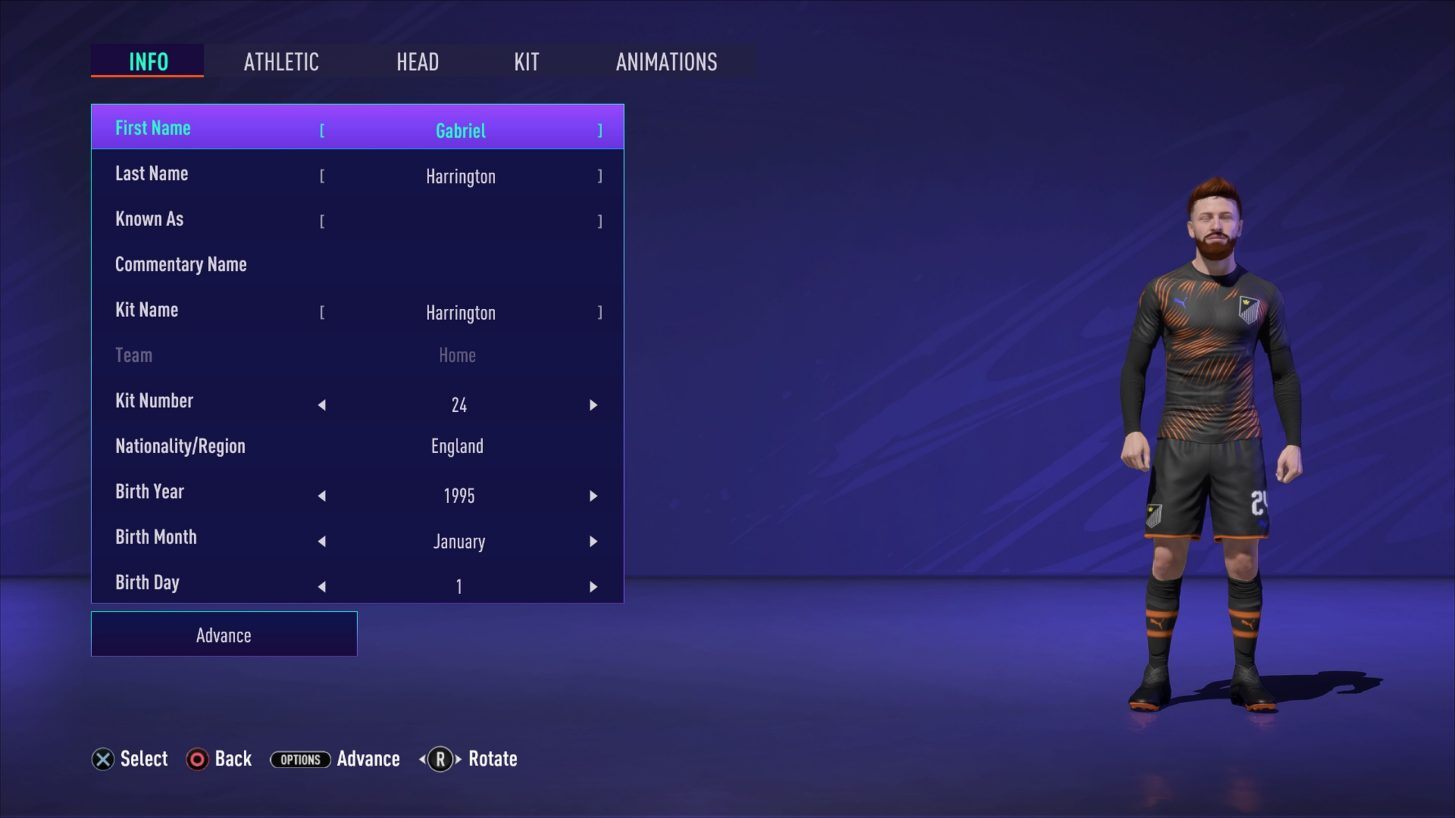 INFO ATHLETIC HEAD KIT ANIMATIONS
First Name [ Gabriel ]
Last Name [ Harrington ]
Known As [ ]
Commentary Name
Kit Name [ Harrington ]
Team Home
Kit Number 24
Nationality/Region England
Birth Year 1995
Birth Month January
Birth Day 1
Advance
24
Select Back OPTIONS Advance R Rotate